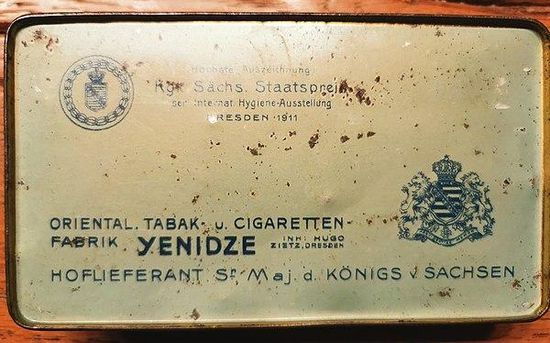 Höchste Auszeichnung
Kgl. Sächs. Staatspreis
der Internat. Hygiene-Ausstellung
DRESDEN 1911
ORIENTAL. TABAK- u. CIGARETTEN-
FABRIK YENIDZE INH: HUGO
ZIETZ, DRESDEN
HOFLIEFERANT Sr. Maj. d. KÖNIGS v. SACHSEN